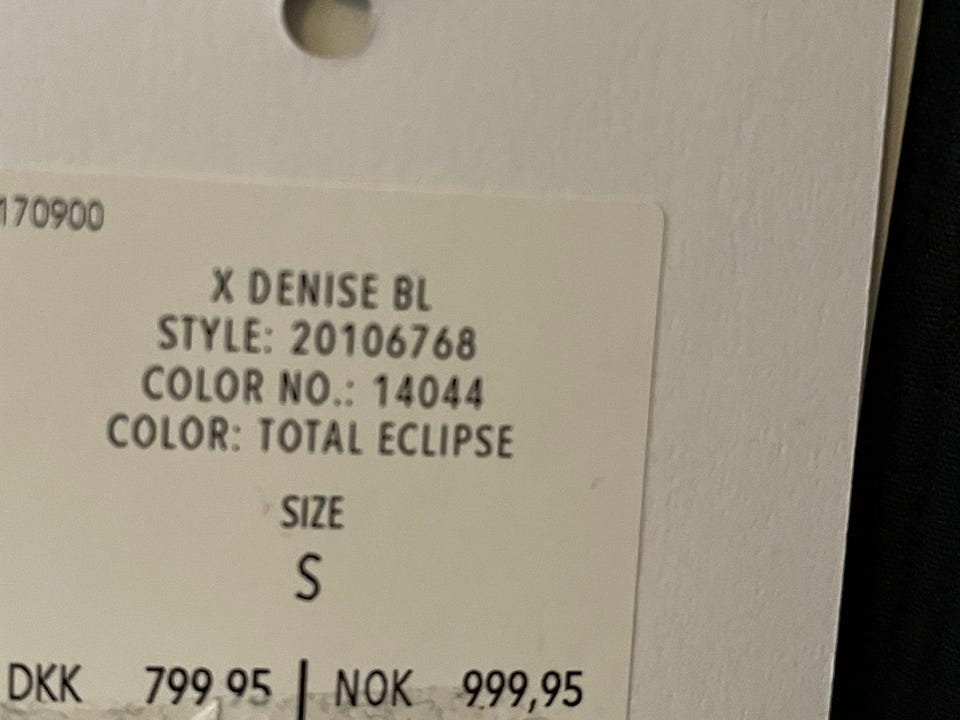 170900
X DENISE BL
STYLE: 20106768
COLOR NO.: 14044
COLOR: TOTAL ECLIPSE
SIZE
S
DKK 799 95 | NOK 999,95